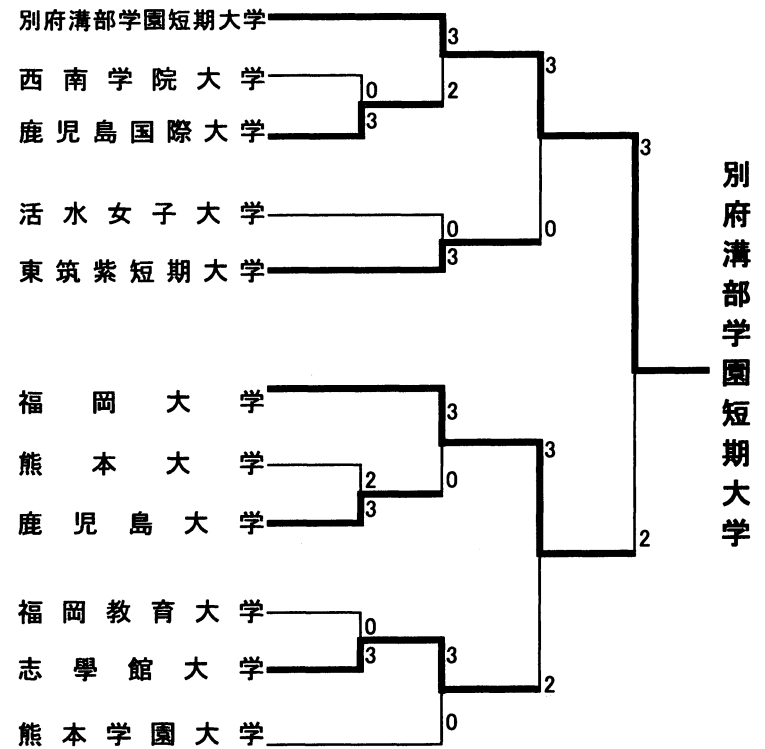 別府溝部学園短期大学
3
3
西南学院大学
0
2
鹿児島国際大学
3
3
活水女子大学
0
0
東筑紫短期大学
3
別府溝部学園短期大学
福岡大学
3
3
熊本大学
2
0
鹿児島大学
3
2
福岡教育大学
0
志學館大学
3
3
2
熊本学園大学
0